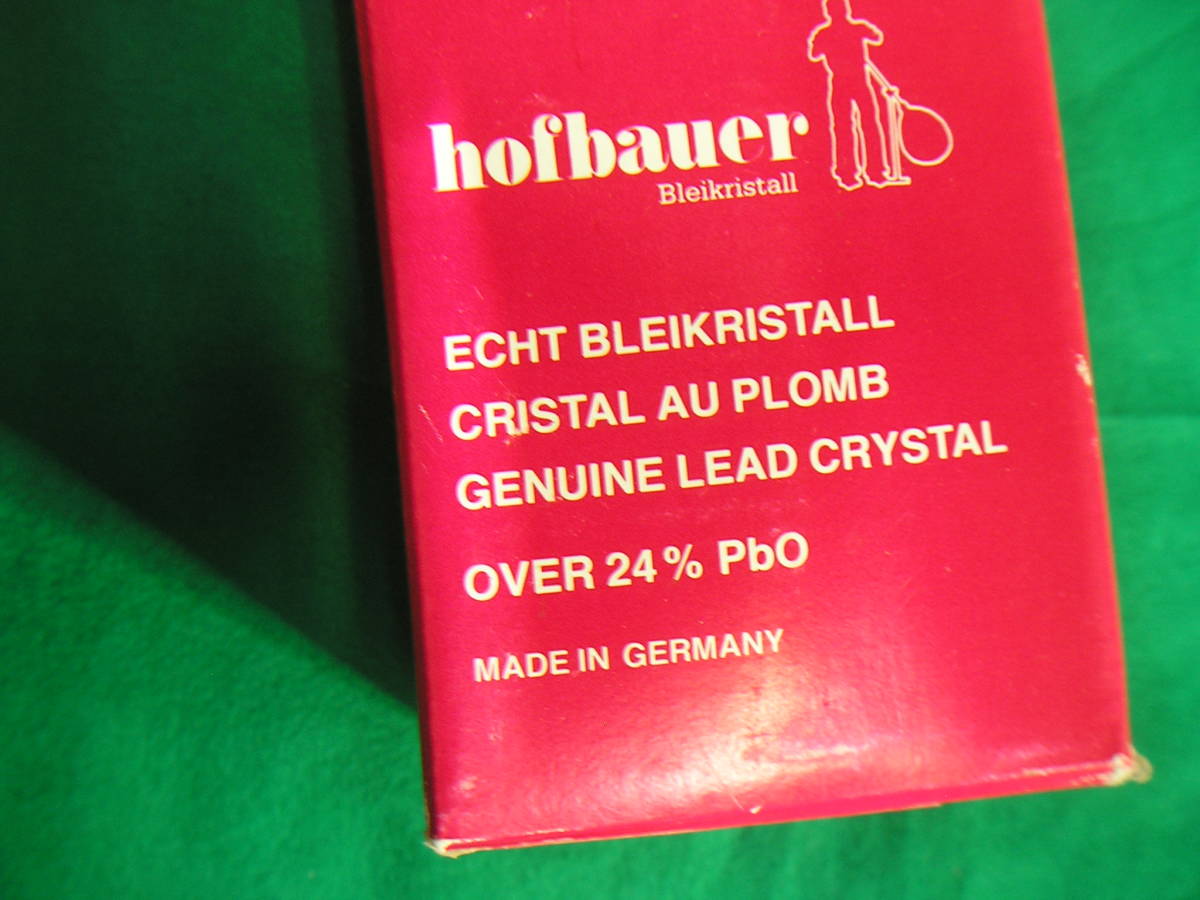 hofbauer
Bleikristall
ECHT BLEIKRISTALL
CRISTAL AU PLOMB
GENUINE LEAD CRYSTAL
OVER 24% PbO
MADE IN GERMANY